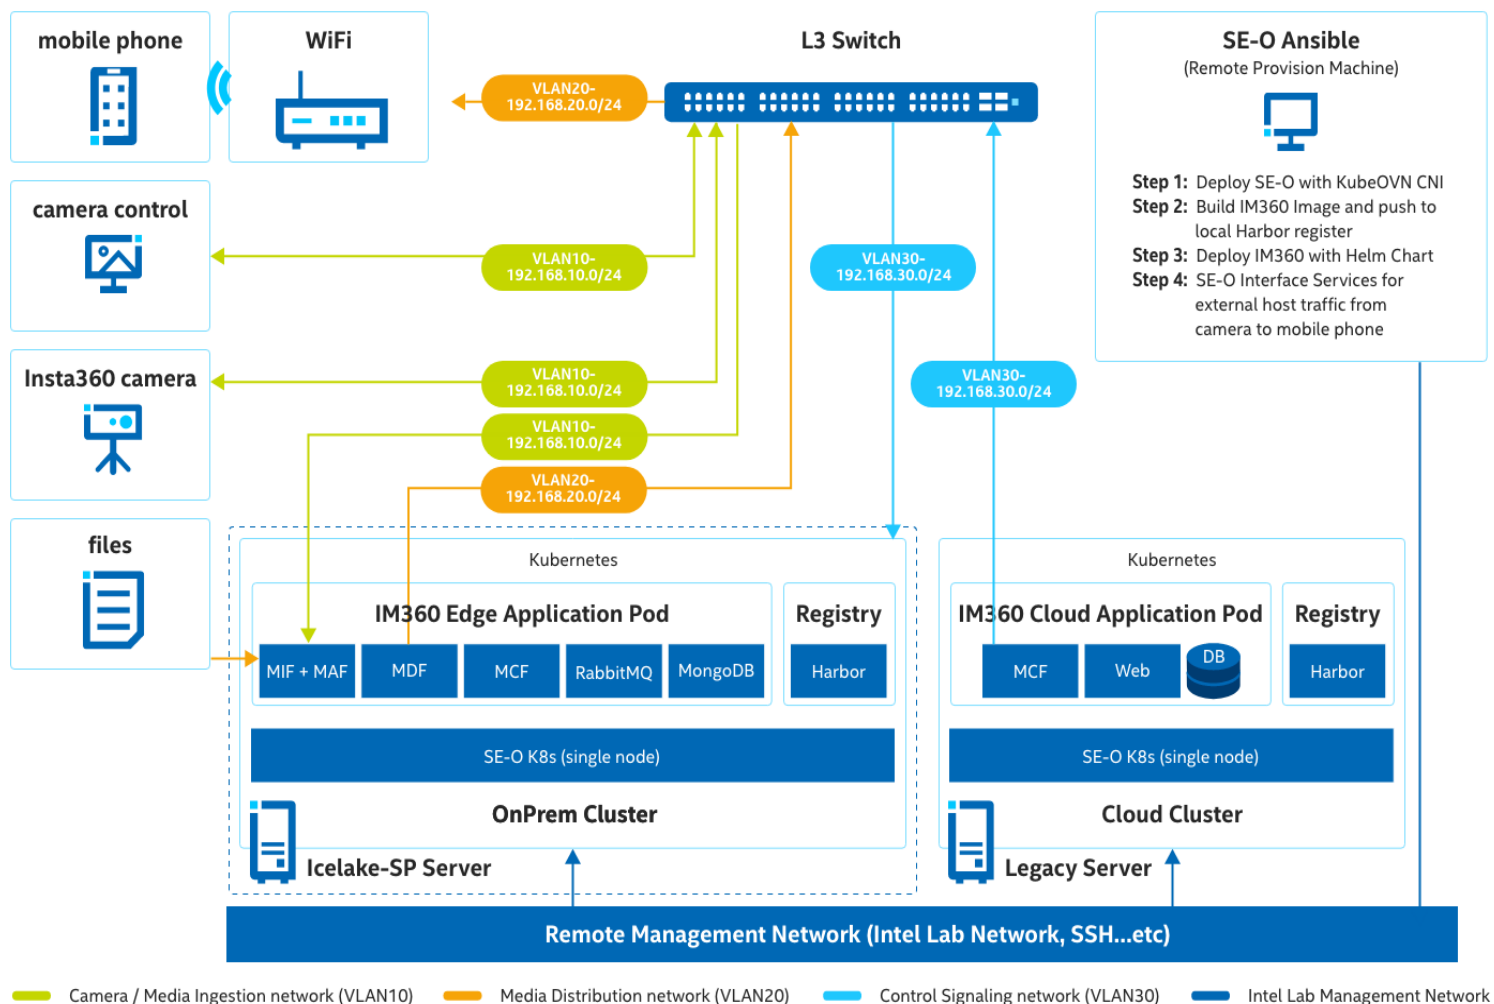 mobile phone
WiFi
L3 Switch
SE-O Ansible
(Remote Provision Machine)
VLAN20-
192.168.20.0/24
Step 1: Deploy SE-O with KubeOVN CNI
Step 2: Build IM360 Image and push to
local Harbor register
Step 3: Deploy IM360 with Helm Chart
Step 4: SE-O Interface Services for
external host traffic from
camera to mobile phone
camera control
VLAN10-
192.168.10.0/24
VLAN30-
192.168.30.0/24
Insta360 camera
VLAN10-
192.168.10.0/24
VLAN30-
192.168.30.0/24
VLAN10-
192.168.10.0/24
VLAN20-
192.168.20.0/24
files
Kubernetes
IM360 Edge Application Pod
Registry
MIF + MAF
MDF
MCF
RabbitMQ
MongoDB
Harbor
SE-O K8s (single node)
OnPrem Cluster
Icelake-SP Server
Kubernetes
IM360 Cloud Application Pod
Registry
MCF
Web
DB
Harbor
SE-O K8s (single node)
Cloud Cluster
Legacy Server
Remote Management Network (Intel Lab Network, SSH...etc)
Camera / Media Ingestion network (VLAN10)
Media Distribution network (VLAN20)
Control Signaling network (VLAN30)
Intel Lab Management Network